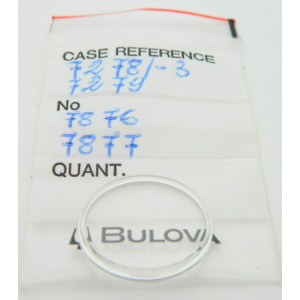 CASE REFERENCE
7278/-3
7279
No
7876
7877
QUANT.
BULOVA